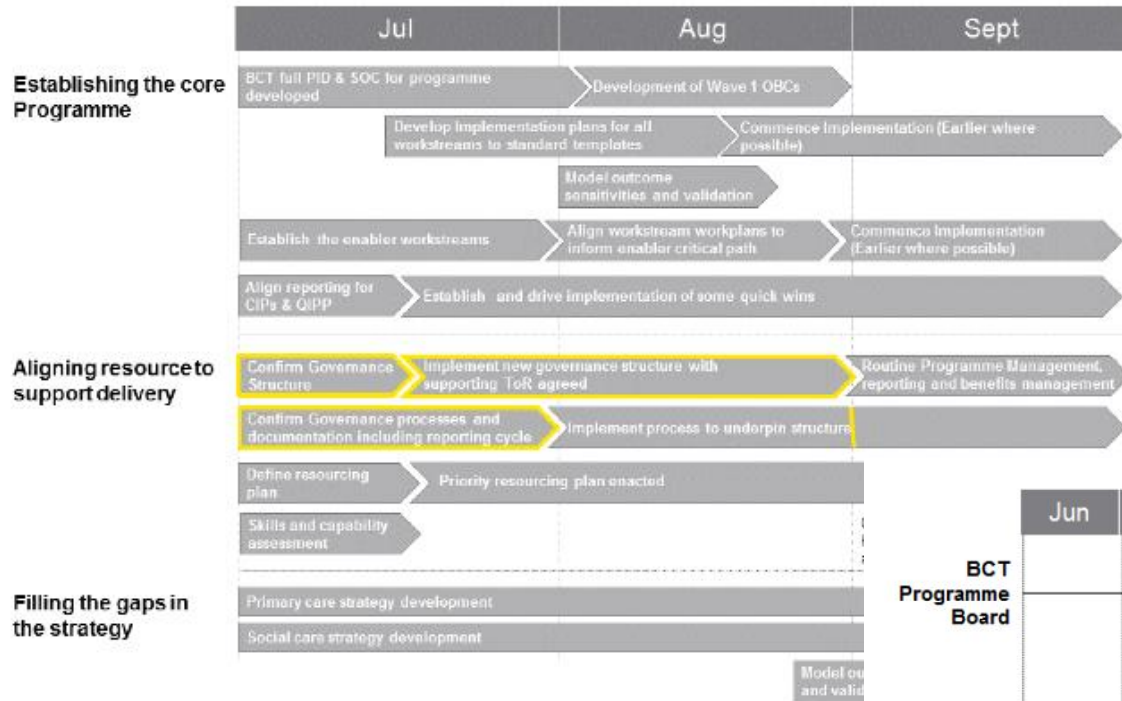 Jul
Aug
Sept
Establishing the core
Programme
BCT full PID & SOC for programme
developed
Development of Wave 1 OBCs
Develop Implementation plans for all
workstreams to standard templates
Commence Implementation (Earlier where
possible)
Model outcome
sensitivities and validation
Establish the enabler workstreams
Align workstream workplans to
inform enabler critical path
Commence Implementation
(Earlier where possible)
Align reporting for
CIPs & QIPP
Establish and drive implementation of some quick wins
Aligning resource to
support delivery
Confirm Governance
Structure
Implement new governance structure with
supporting ToR agreed
Routine Programme Management,
reporting and benefits management
Confirm Governance processes and
documentation including reporting cycle
Implement process to underpin structure
Define resourcing
plan
Priority resourcing plan enacted
Skills and capability
assessment
Filling the gaps in
the strategy
Primary care strategy development
Social care strategy development
Model
and
Jun
BCT
Programme
Board